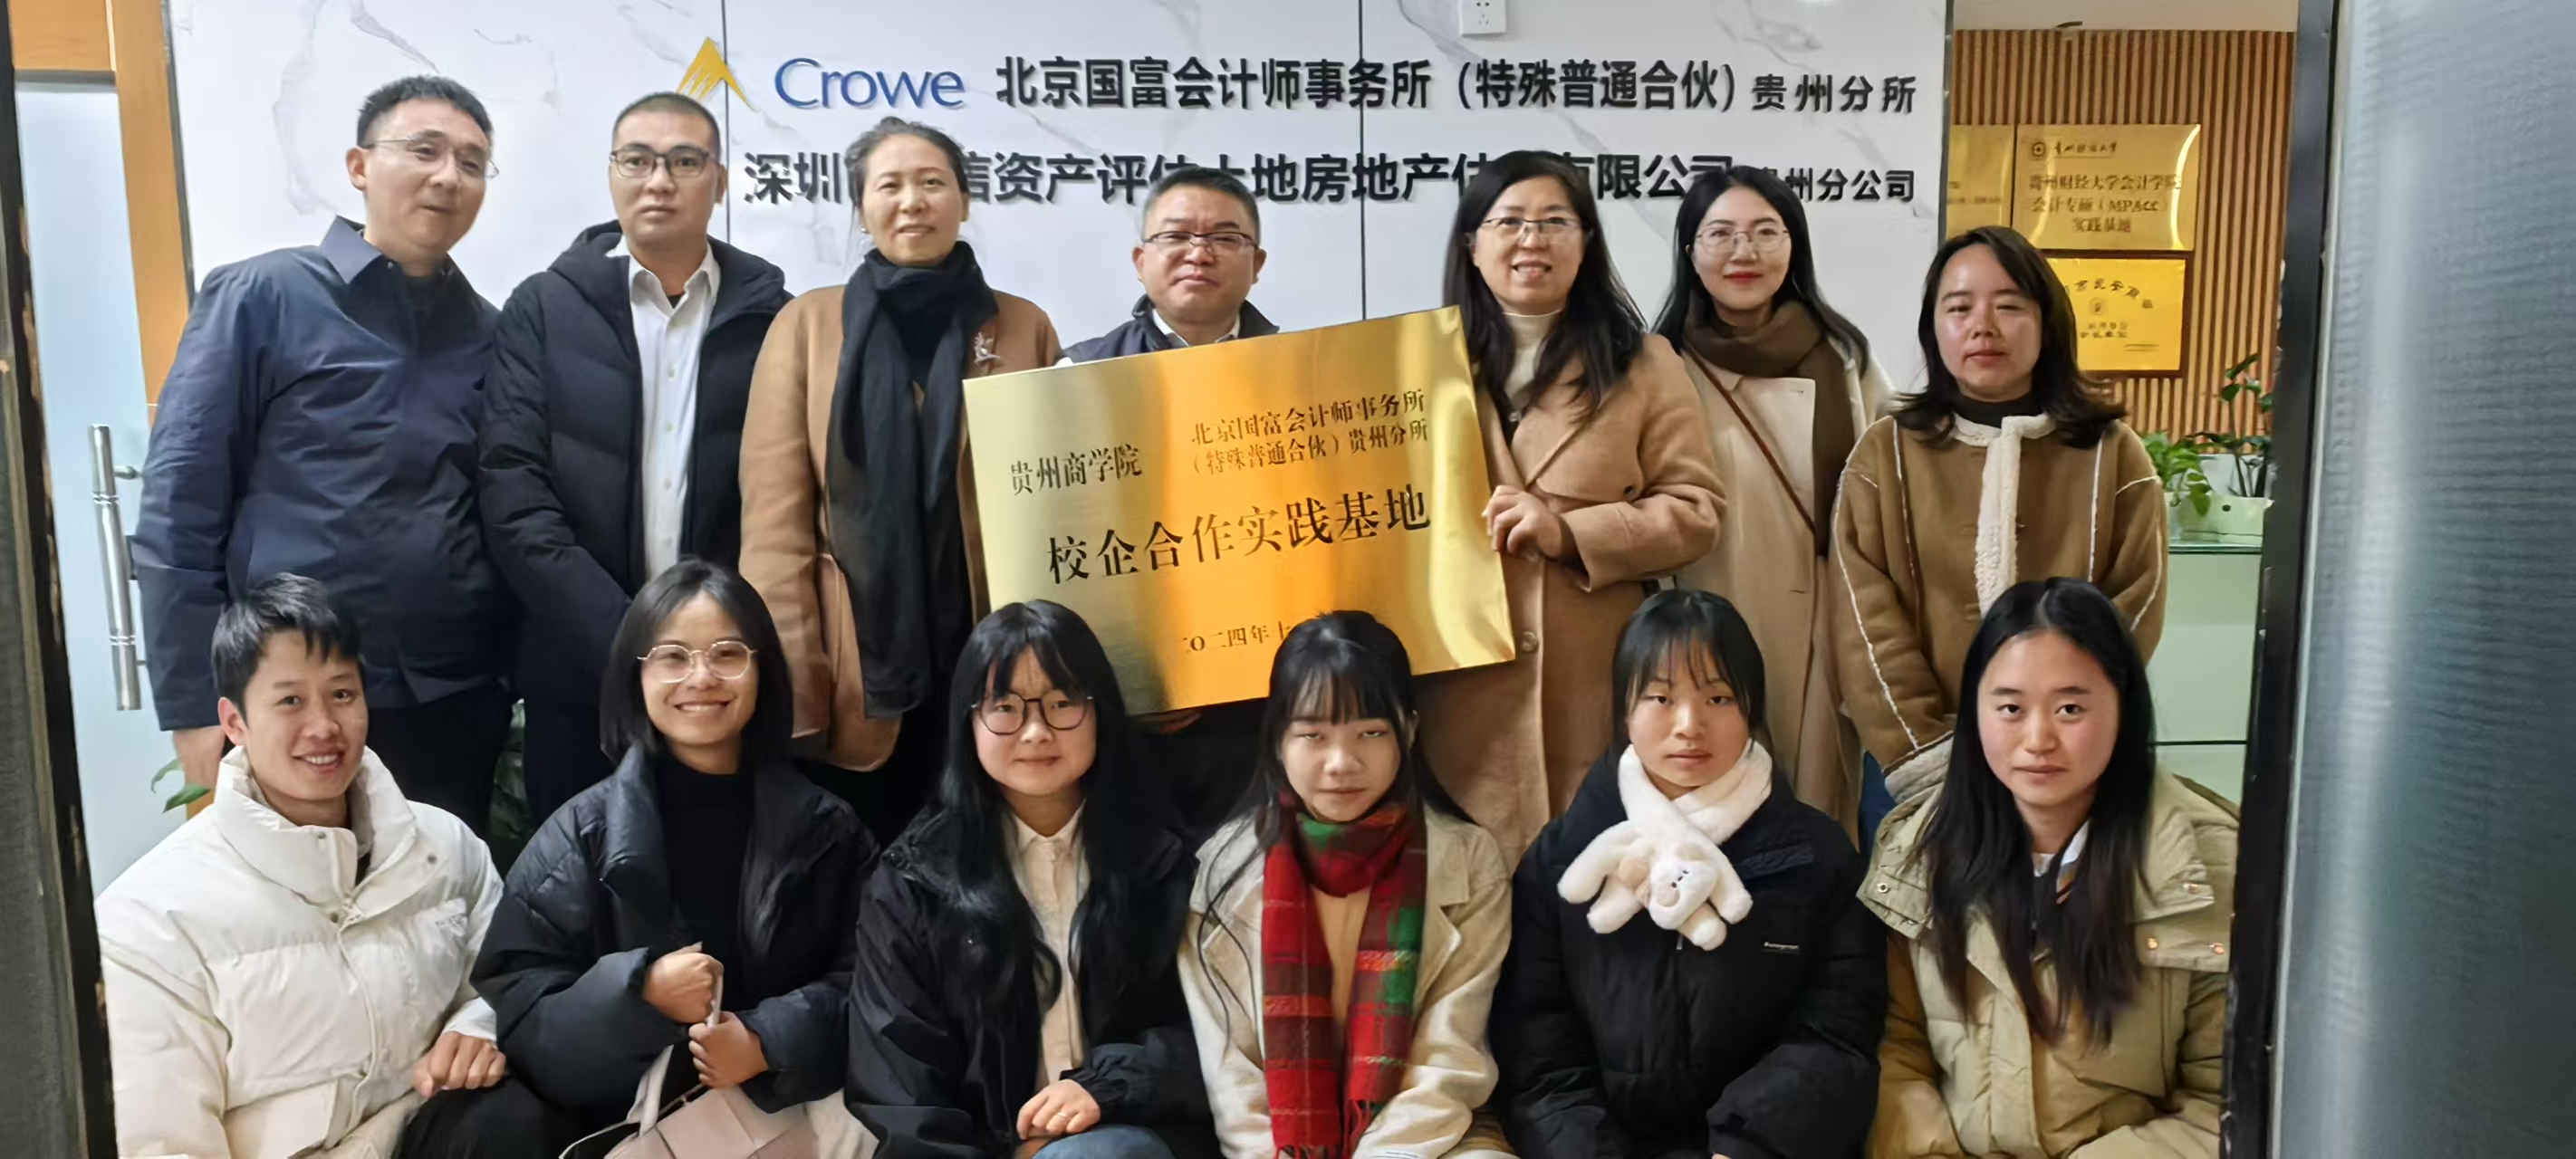 Crowe 北京国富会计师事务所（特殊普通合伙）贵州分所
深圳 信资产评估土地房地产估 有限公司 贵州分公司
贵州财经大学会计学院
会计专硕（MPAcc）
实践基地
贵州商学院
北京国富会计师事务所
（特殊普通合伙）贵州分所
校企合作实践基地
二〇二四年十